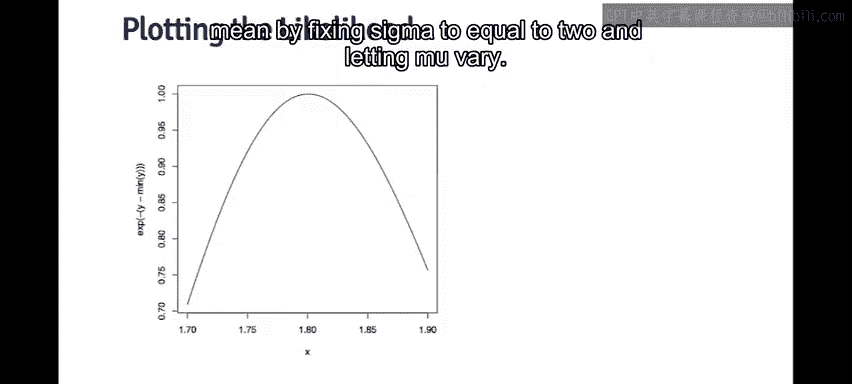 Plotting the Likelihood
mean by fixing sigma to equal to two and
letting mu vary.
exp(-(y - min(y)))
1.00
0.95
0.90
0.85
0.80
0.75
0.70
1.70 1.75 1.80 1.85 1.90
x